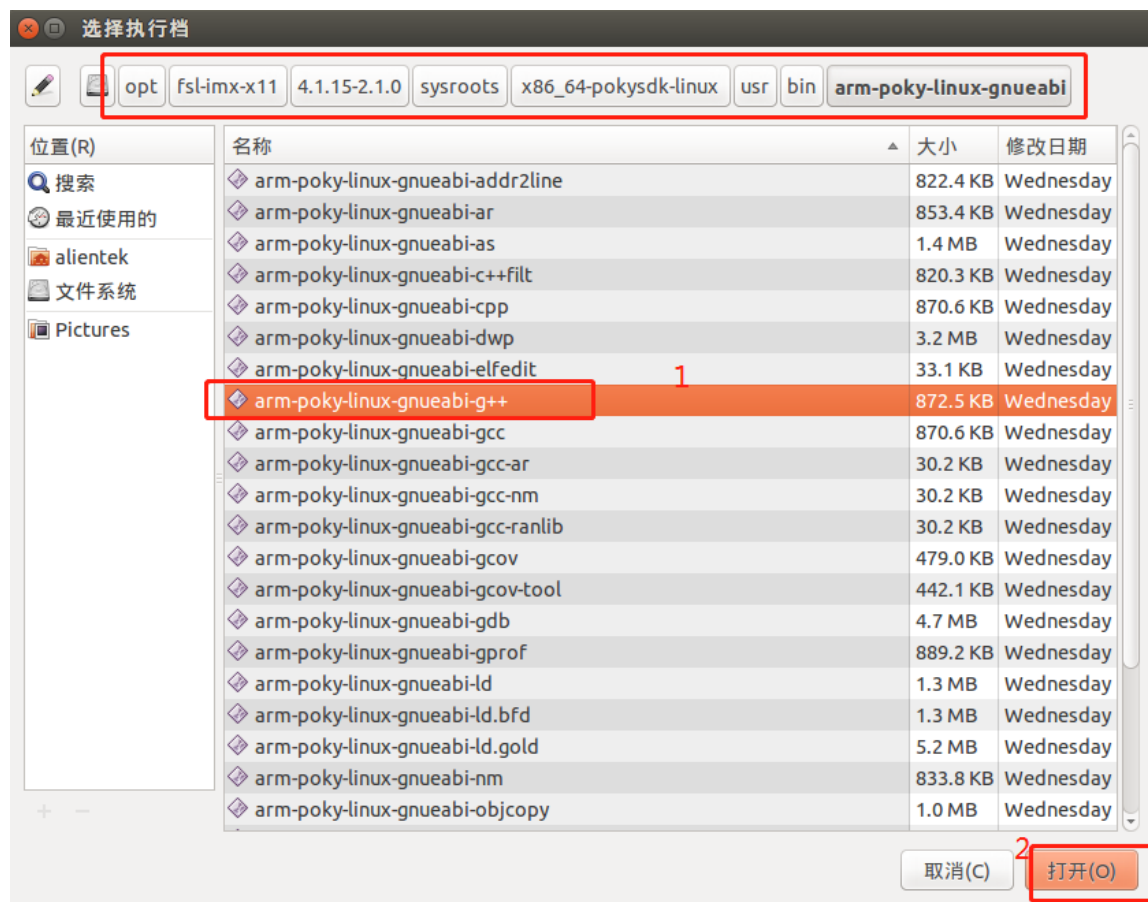 选择执行档
opt fsl-imx-x11 4.1.15-2.1.0 sysroots x86_64-pokysdk-linux usr bin arm-poky-linux-gnueabi
位置(R) 名称 大小 修改日期
搜索 arm-poky-linux-gnueabi-addr2line 822.4 KB Wednesday
最近使用的 arm-poky-linux-gnueabi-ar 853.4 KB Wednesday
alientek arm-poky-linux-gnueabi-as 1.4 MB Wednesday
文件系统 arm-poky-linux-gnueabi-c++filt 820.3 KB Wednesday
Pictures arm-poky-linux-gnueabi-cpp 870.6 KB Wednesday
arm-poky-linux-gnueabi-dwp 3.2 MB Wednesday
arm-poky-linux-gnueabi-elfedit 1 33.1 KB Wednesday
arm-poky-linux-gnueabi-g++ 872.5 KB Wednesday
arm-poky-linux-gnueabi-gcc 870.6 KB Wednesday
arm-poky-linux-gnueabi-gcc-ar 30.2 KB Wednesday
arm-poky-linux-gnueabi-gcc-nm 30.2 KB Wednesday
arm-poky-linux-gnueabi-gcc-ranlib 30.2 KB Wednesday
arm-poky-linux-gnueabi-gcov 479.0 KB Wednesday
arm-poky-linux-gnueabi-gcov-tool 442.1 KB Wednesday
arm-poky-linux-gnueabi-gdb 4.7 MB Wednesday
arm-poky-linux-gnueabi-gprof 889.2 KB Wednesday
arm-poky-linux-gnueabi-ld 1.3 MB Wednesday
arm-poky-linux-gnueabi-ld.bfd 1.3 MB Wednesday
arm-poky-linux-gnueabi-ld.gold 5.2 MB Wednesday
arm-poky-linux-gnueabi-nm 833.8 KB Wednesday
arm-poky-linux-gnueabi-objcopy 1.0 MB Wednesday
取消(C) 2 打开(O)